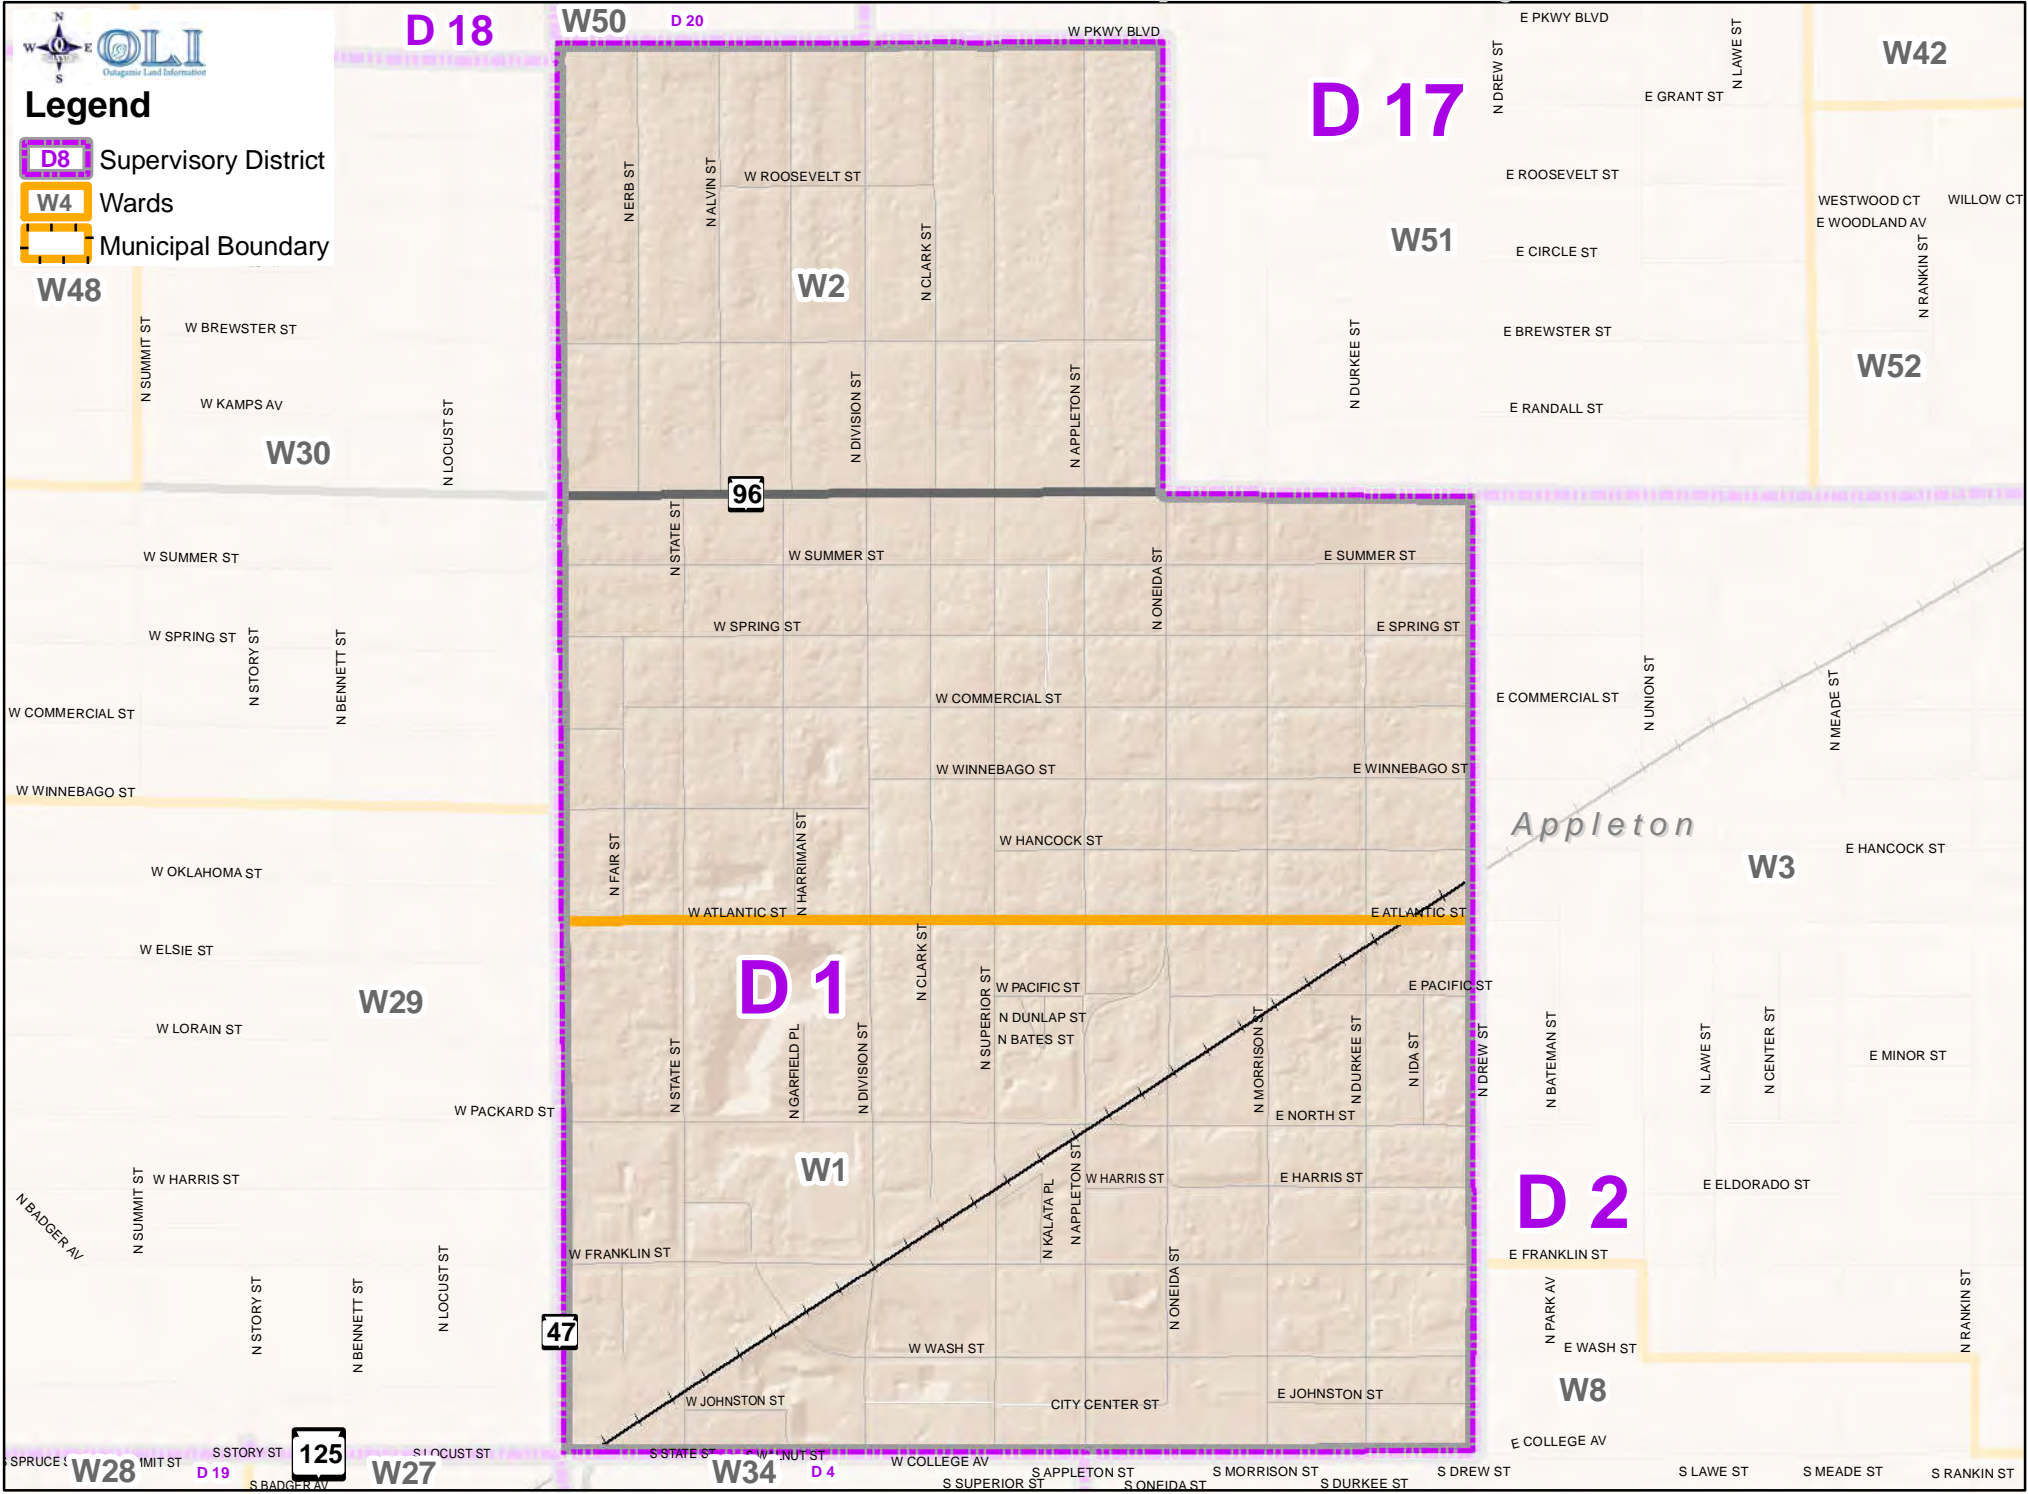 N
W E
S
OLI
Outagamie Land Information
Legend
D8 Supervisory District
W4 Wards
Municipal Boundary
D 18
W50
D 20
W PKWY BLVD
E PKWY BLVD
N DREW ST
N LAWE ST
W42
D 17
E GRANT ST
N ERB ST
N ALVIN ST
W ROOSEVELT ST
E ROOSEVELT ST
WESTWOOD CT
WILLOW CT
E WOODLAND AV
W51
E CIRCLE ST
N CLARK ST
N RANKIN ST
W48
W2
N SUMMIT ST
W BREWSTER ST
E BREWSTER ST
N DURKEE ST
W52
W KAMPS AV
N LOCUST ST
N DIVISION ST
N APPLETON ST
E RANDALL ST
W30
96
N STATE ST
W SUMMER ST
W SUMMER ST
N ONEIDA ST
E SUMMER ST
W SPRING ST
N STORY ST
N BENNETT ST
W SPRING ST
E SPRING ST
N UNION ST
N MEADE ST
W COMMERCIAL ST
W COMMERCIAL ST
E COMMERCIAL ST
W WINNEBAGO ST
W WINNEBAGO ST
E WINNEBAGO ST
Appleton
N FAIR ST
N HARRIMAN ST
W HANCOCK ST
E HANCOCK ST
W3
W OKLAHOMA ST
W ATLANTIC ST
E ATLANTIC ST
W ELSIE ST
N CLARK ST
D 1
N SUPERIOR ST
W PACIFIC ST
E PACIFIC ST
W29
N DUNLAP ST
N BATES ST
W LORAIN ST
N STATE ST
N GARFIELD PL
N DIVISION ST
N MORRISON ST
N DURKEE ST
N IDA ST
N DREW ST
N BATEMAN ST
N LAWE ST
N CENTER ST
E MINOR ST
W PACKARD ST
E NORTH ST
W1
N SUMMIT ST
W HARRIS ST
N KALATA PL
N APPLETON ST
W HARRIS ST
E HARRIS ST
D 2
E ELDORADO ST
N BADGER AV
W FRANKLIN ST
E FRANKLIN ST
N STORY ST
N BENNETT ST
N LOCUST ST
47
N ONEIDA ST
N PARK AV
N RANKIN ST
W WASH ST
E WASH ST
W JOHNSTON ST
CITY CENTER ST
E JOHNSTON ST
W8
E COLLEGE AV
S STORY ST
125
S LOCUST ST
S STATE ST
W COLLEGE AV
W28
D 19
W27
W34
D 4
S APPLETON ST
S MORRISON ST
S DREW ST
S LAWE ST
S MEADE ST
S RANKIN ST
S BADGER AV
S SUPERIOR ST
S ONEIDA ST
S DURKEE ST